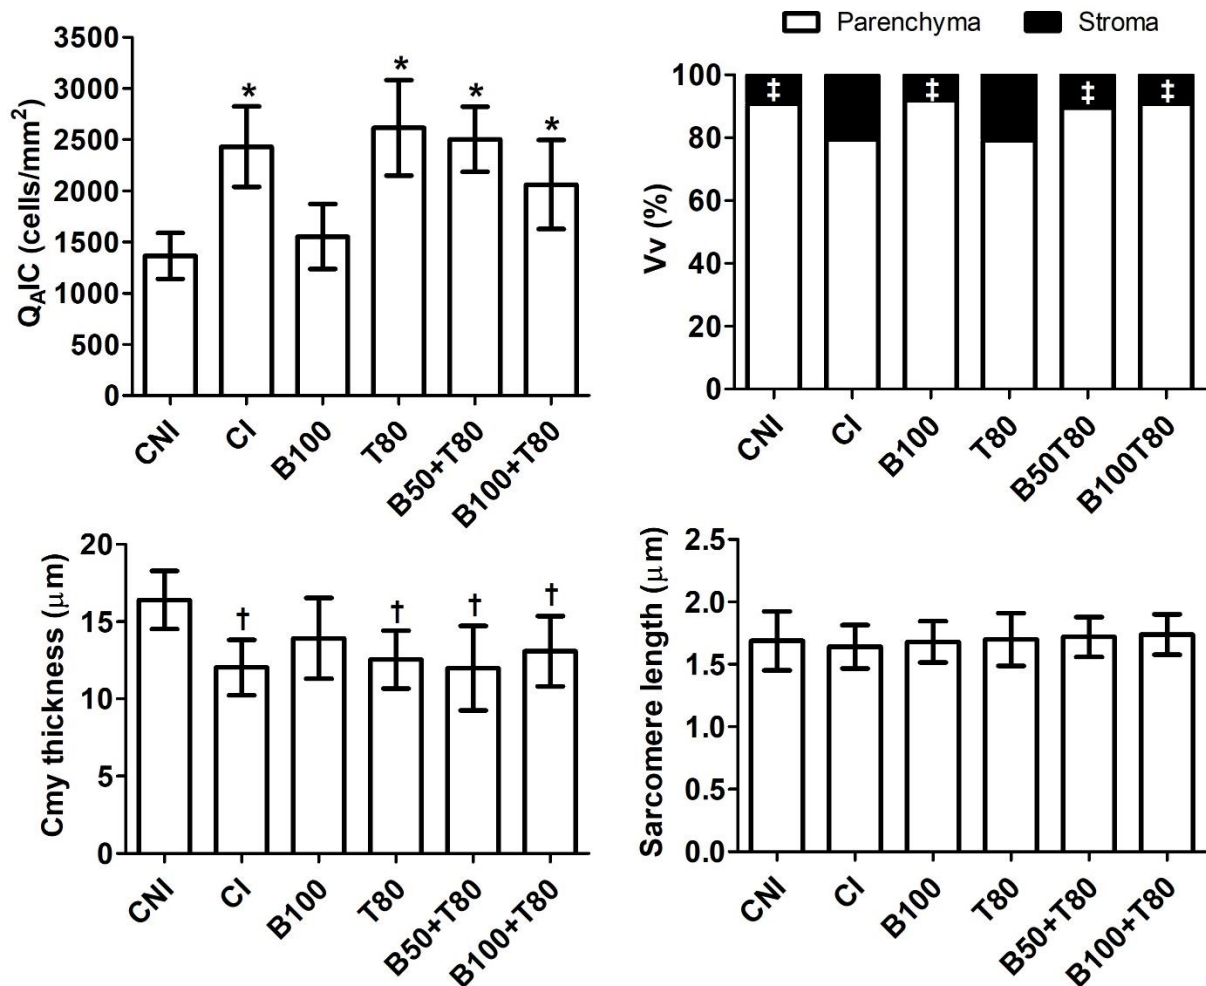 Parenchyma Stroma
Q_AIC (cells/mm²)
3500
3000
2500
2000
1500
1000
500
0
* * * *
CNI CI B100 T80 B50+T80 B100+T80
Vv (%)
100
80
60
40
20
0
‡ ‡ ‡ ‡
CNI CI B100 T80 B50T80 B100T80
Cmy thickness (μm)
20
15
10
5
0
† † † †
CNI CI B100 T80 B50+T80 B100+T80
Sarcomere length (μm)
2.5
2.0
1.5
1.0
0.5
0.0
CNI CI B100 T80 B50+T80 B100+T80